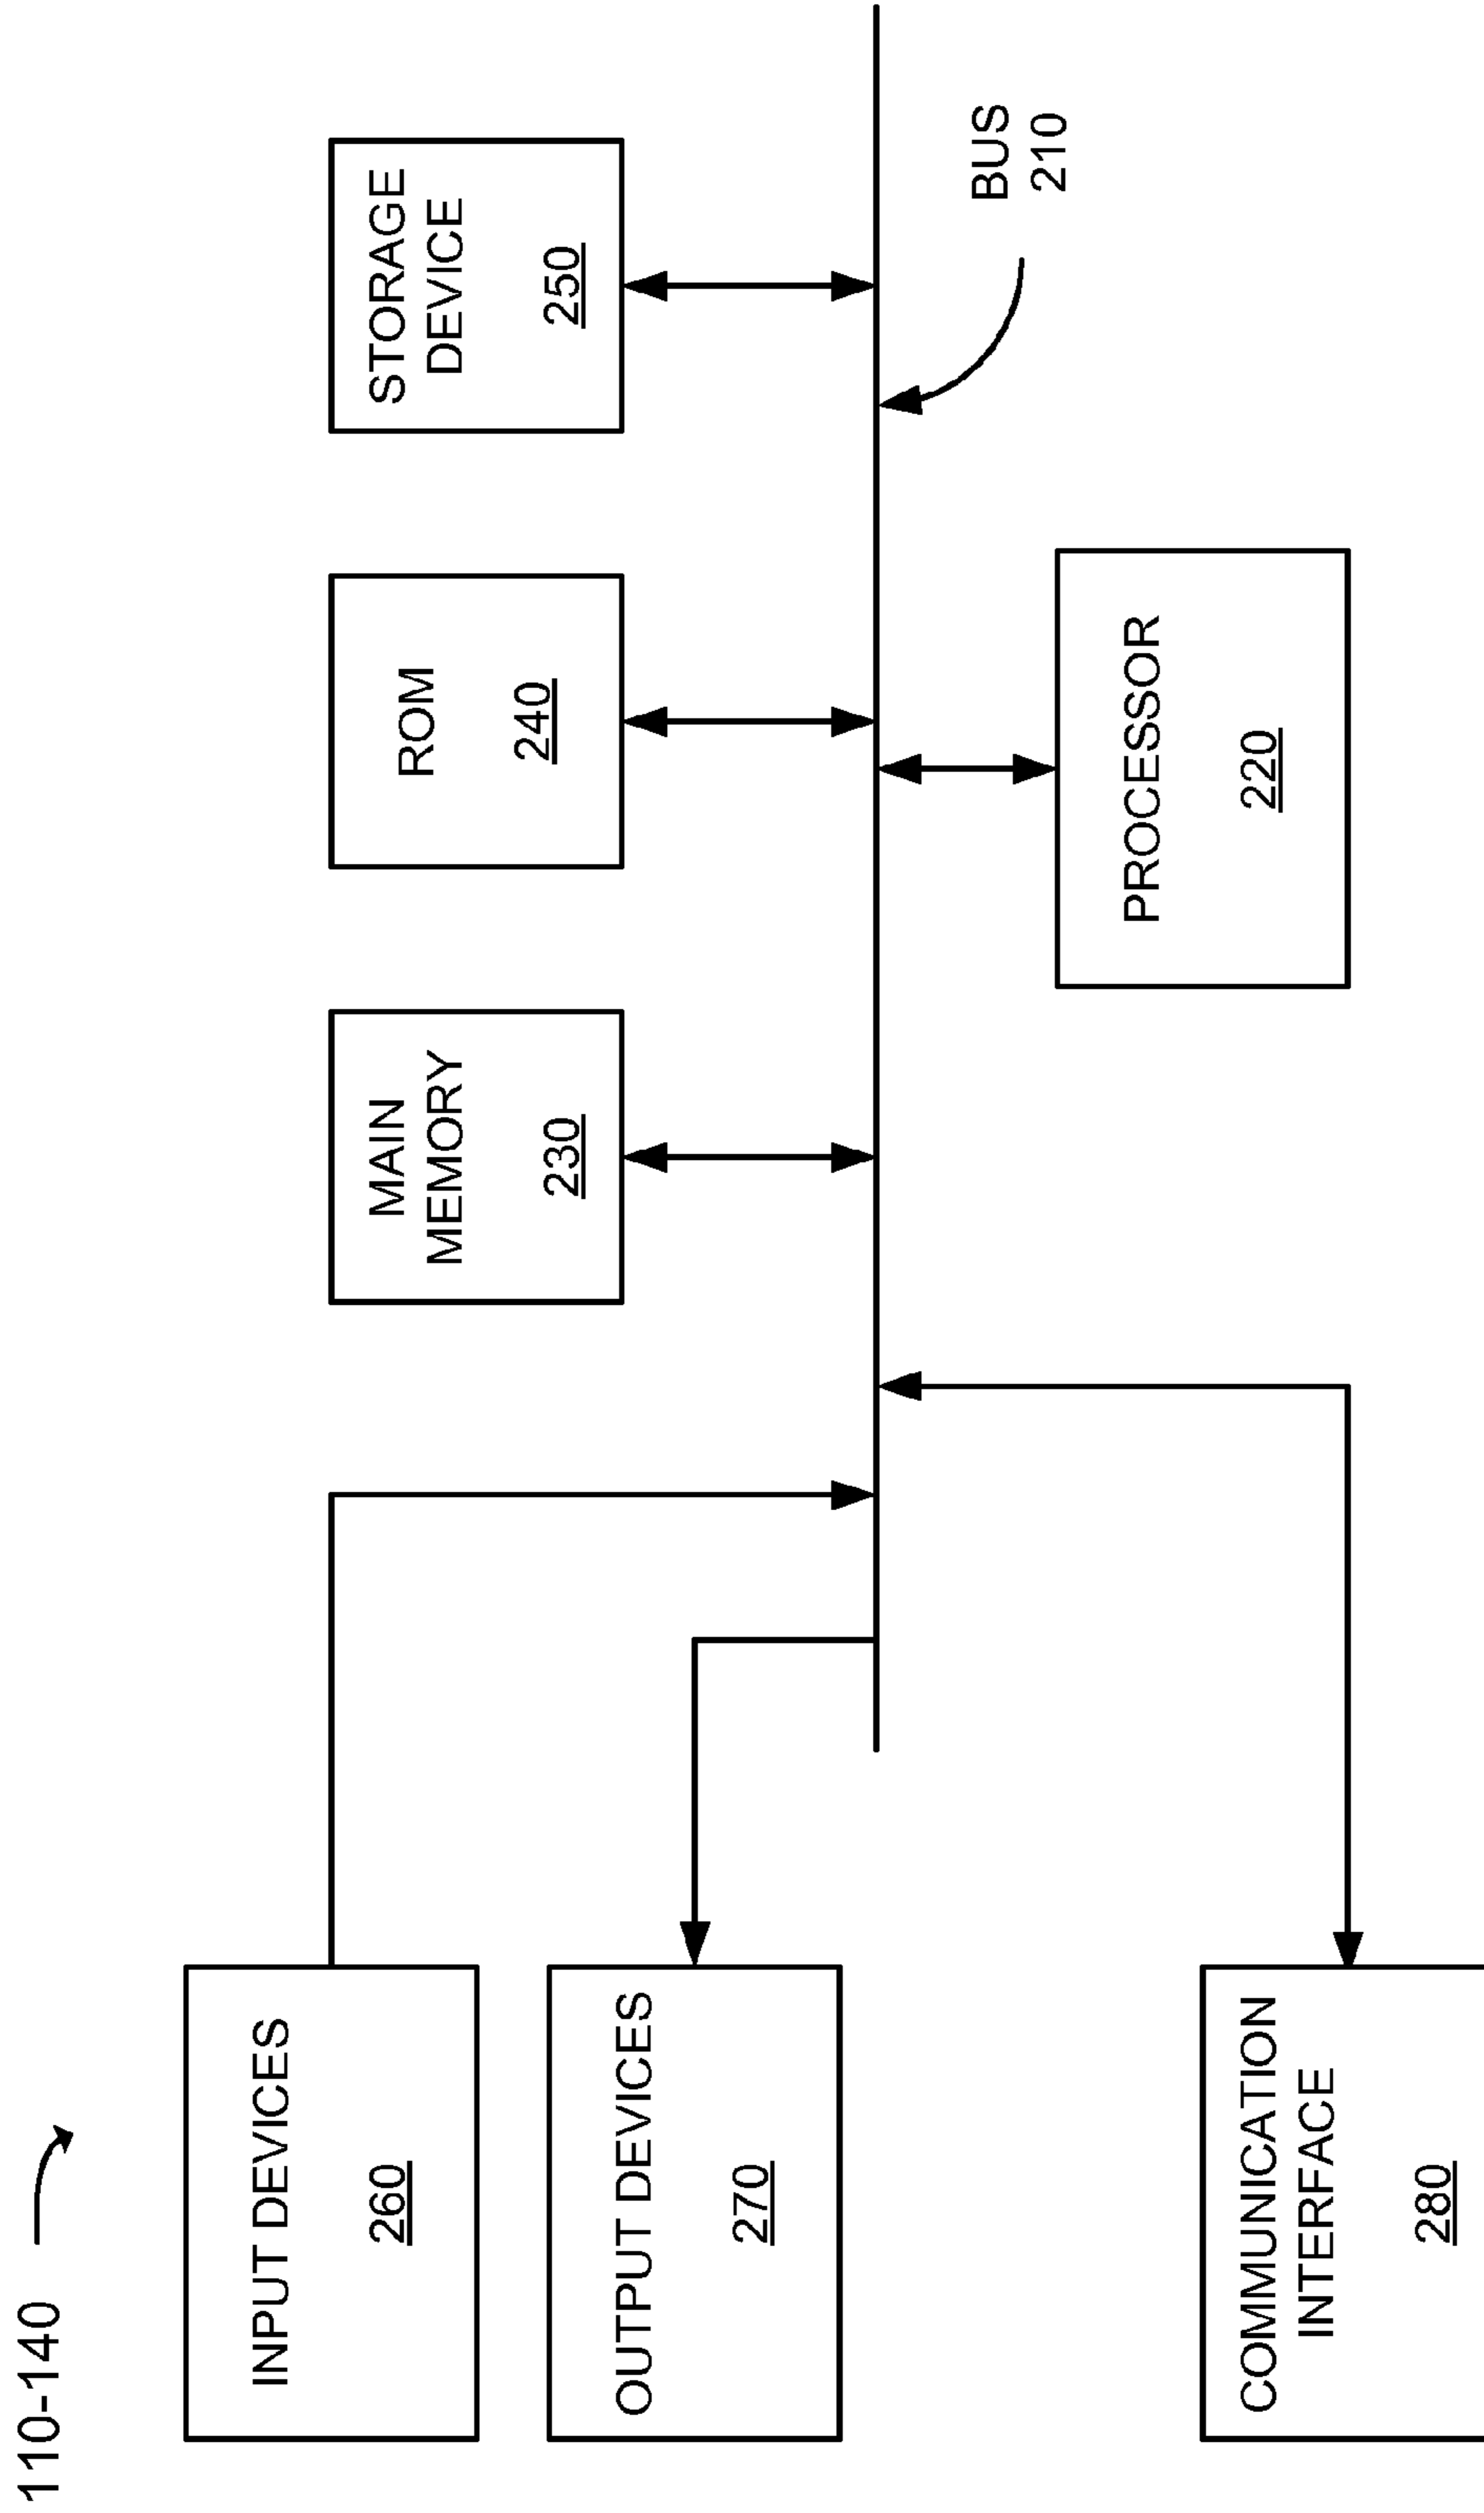 110-140
INPUT DEVICES
260
OUTPUT DEVICES
270
COMMUNICATION
INTERFACE
280
MAIN
MEMORY
230
ROM
240
STORAGE
DEVICE
250
PROCESSOR
220
BUS
210